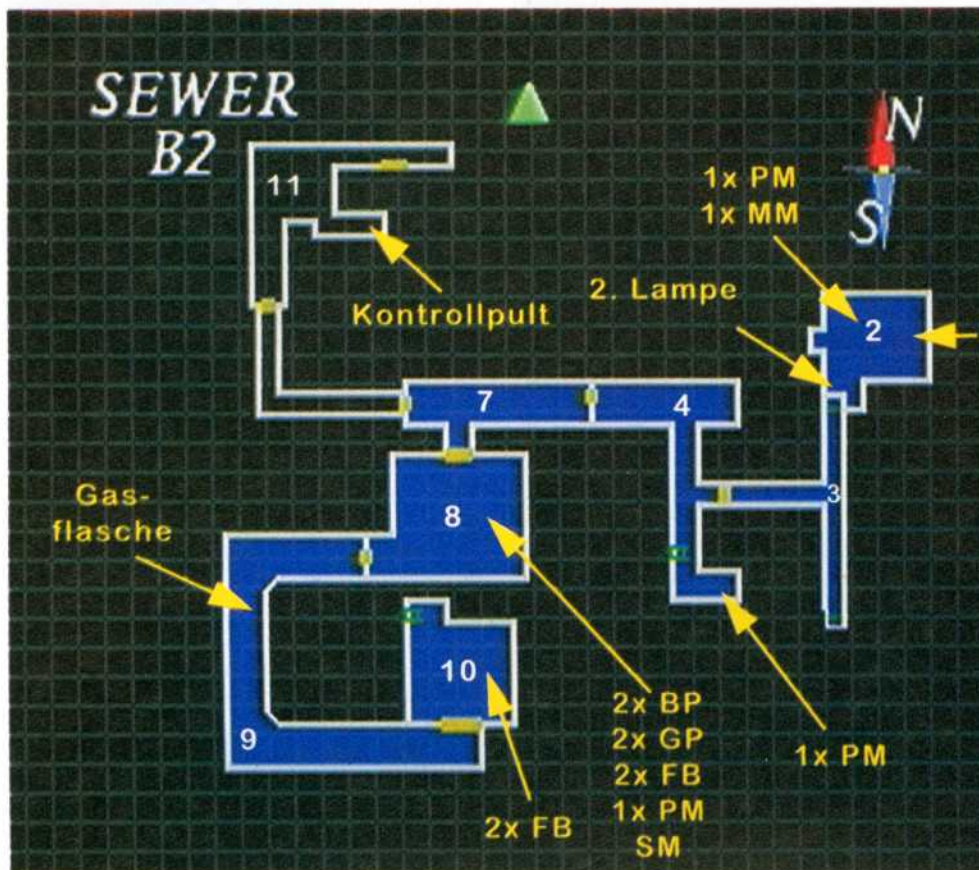 SEWER
B2
N
S
11
1x PM
1x MM
Kontrollpult
2. Lampe
2
7
4
Gas-
flasche
8
3
10
9
2x BP
2x GP
2x FB
1x PM
SM
1x PM
2x FB